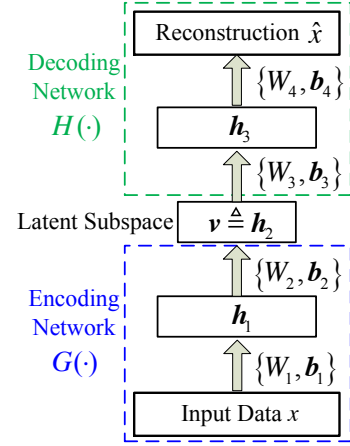 Reconstruction x̂
Decoding
Network
H(·)
{W₄, b₄}
h₃
{W₃, b₃}
Latent Subspace
v ≜ h₂
{W₂, b₂}
Encoding
Network
G(·)
h₁
{W₁, b₁}
Input Data x